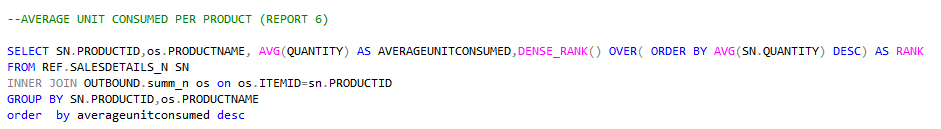 --AVERAGE UNIT CONSUMED PER PRODUCT (REPORT 6)
SELECT SN.PRODUCTID,os.PRODUCTNAME, AVG(QUANTITY) AS AVERAGEUNITCONSUMED,DENSE_RANK() OVER( ORDER BY AVG(SN.QUANTITY) DESC) AS RANK
FROM REF.SALESDETAILS_N SN
INNER JOIN OUTBOUND.summ_n os on os.ITEMID=sn.PRODUCTID
GROUP BY SN.PRODUCTID,os.PRODUCTNAME
order  by averageunitconsumed desc